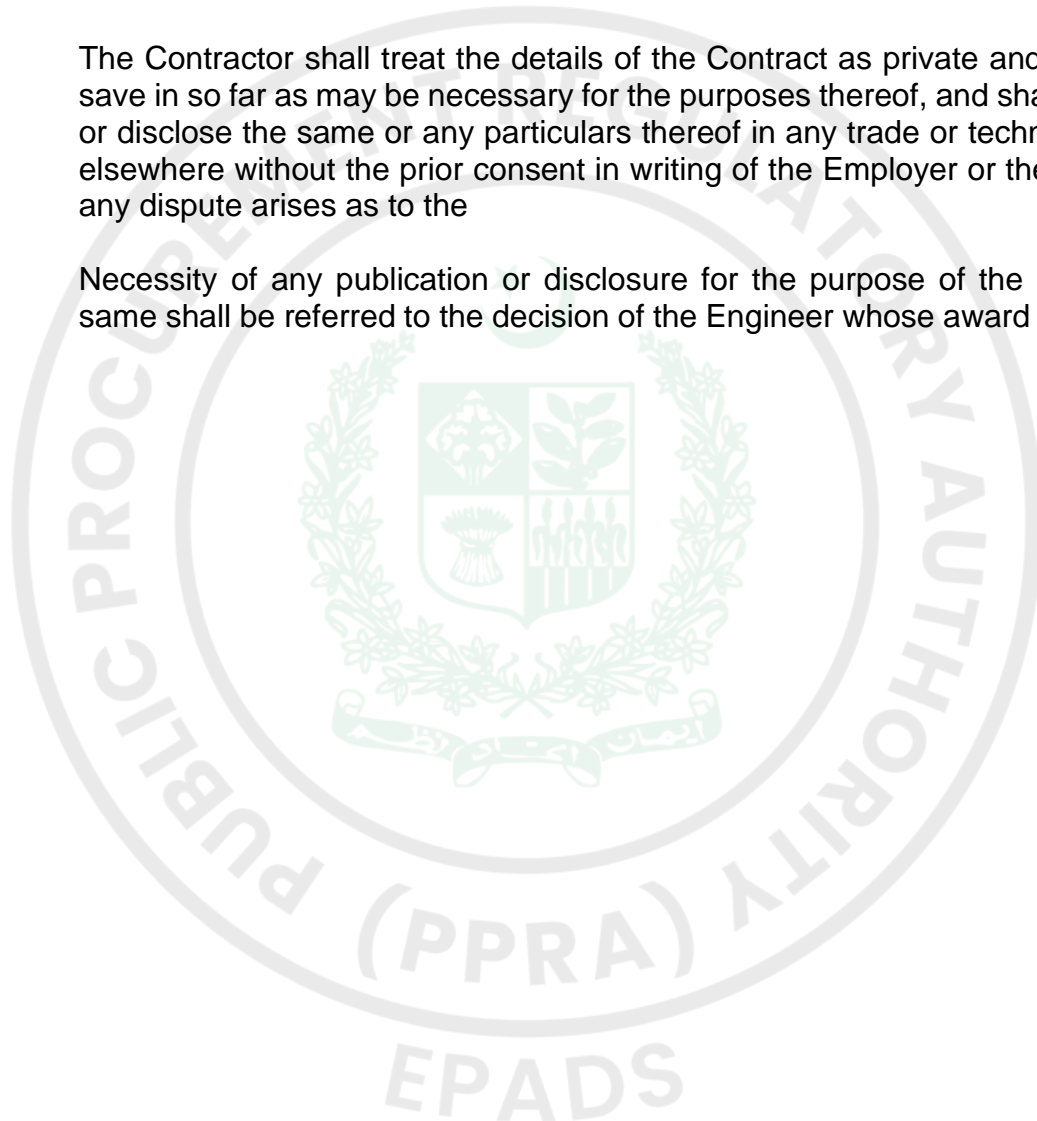 The Contractor shall treat the details of the Contract as private and
save in so far as may be necessary for the purposes thereof, and sha
or disclose the same or any particulars thereof in any trade or techn
elsewhere without the prior consent in writing of the Employer or the
any dispute arises as to the
Necessity of any publication or disclosure for the purpose of the
same shall be referred to the decision of the Engineer whose award
PUBLIC PROCUREMENT REGULATORY AUTHORITY
(PPRA)
EPADS